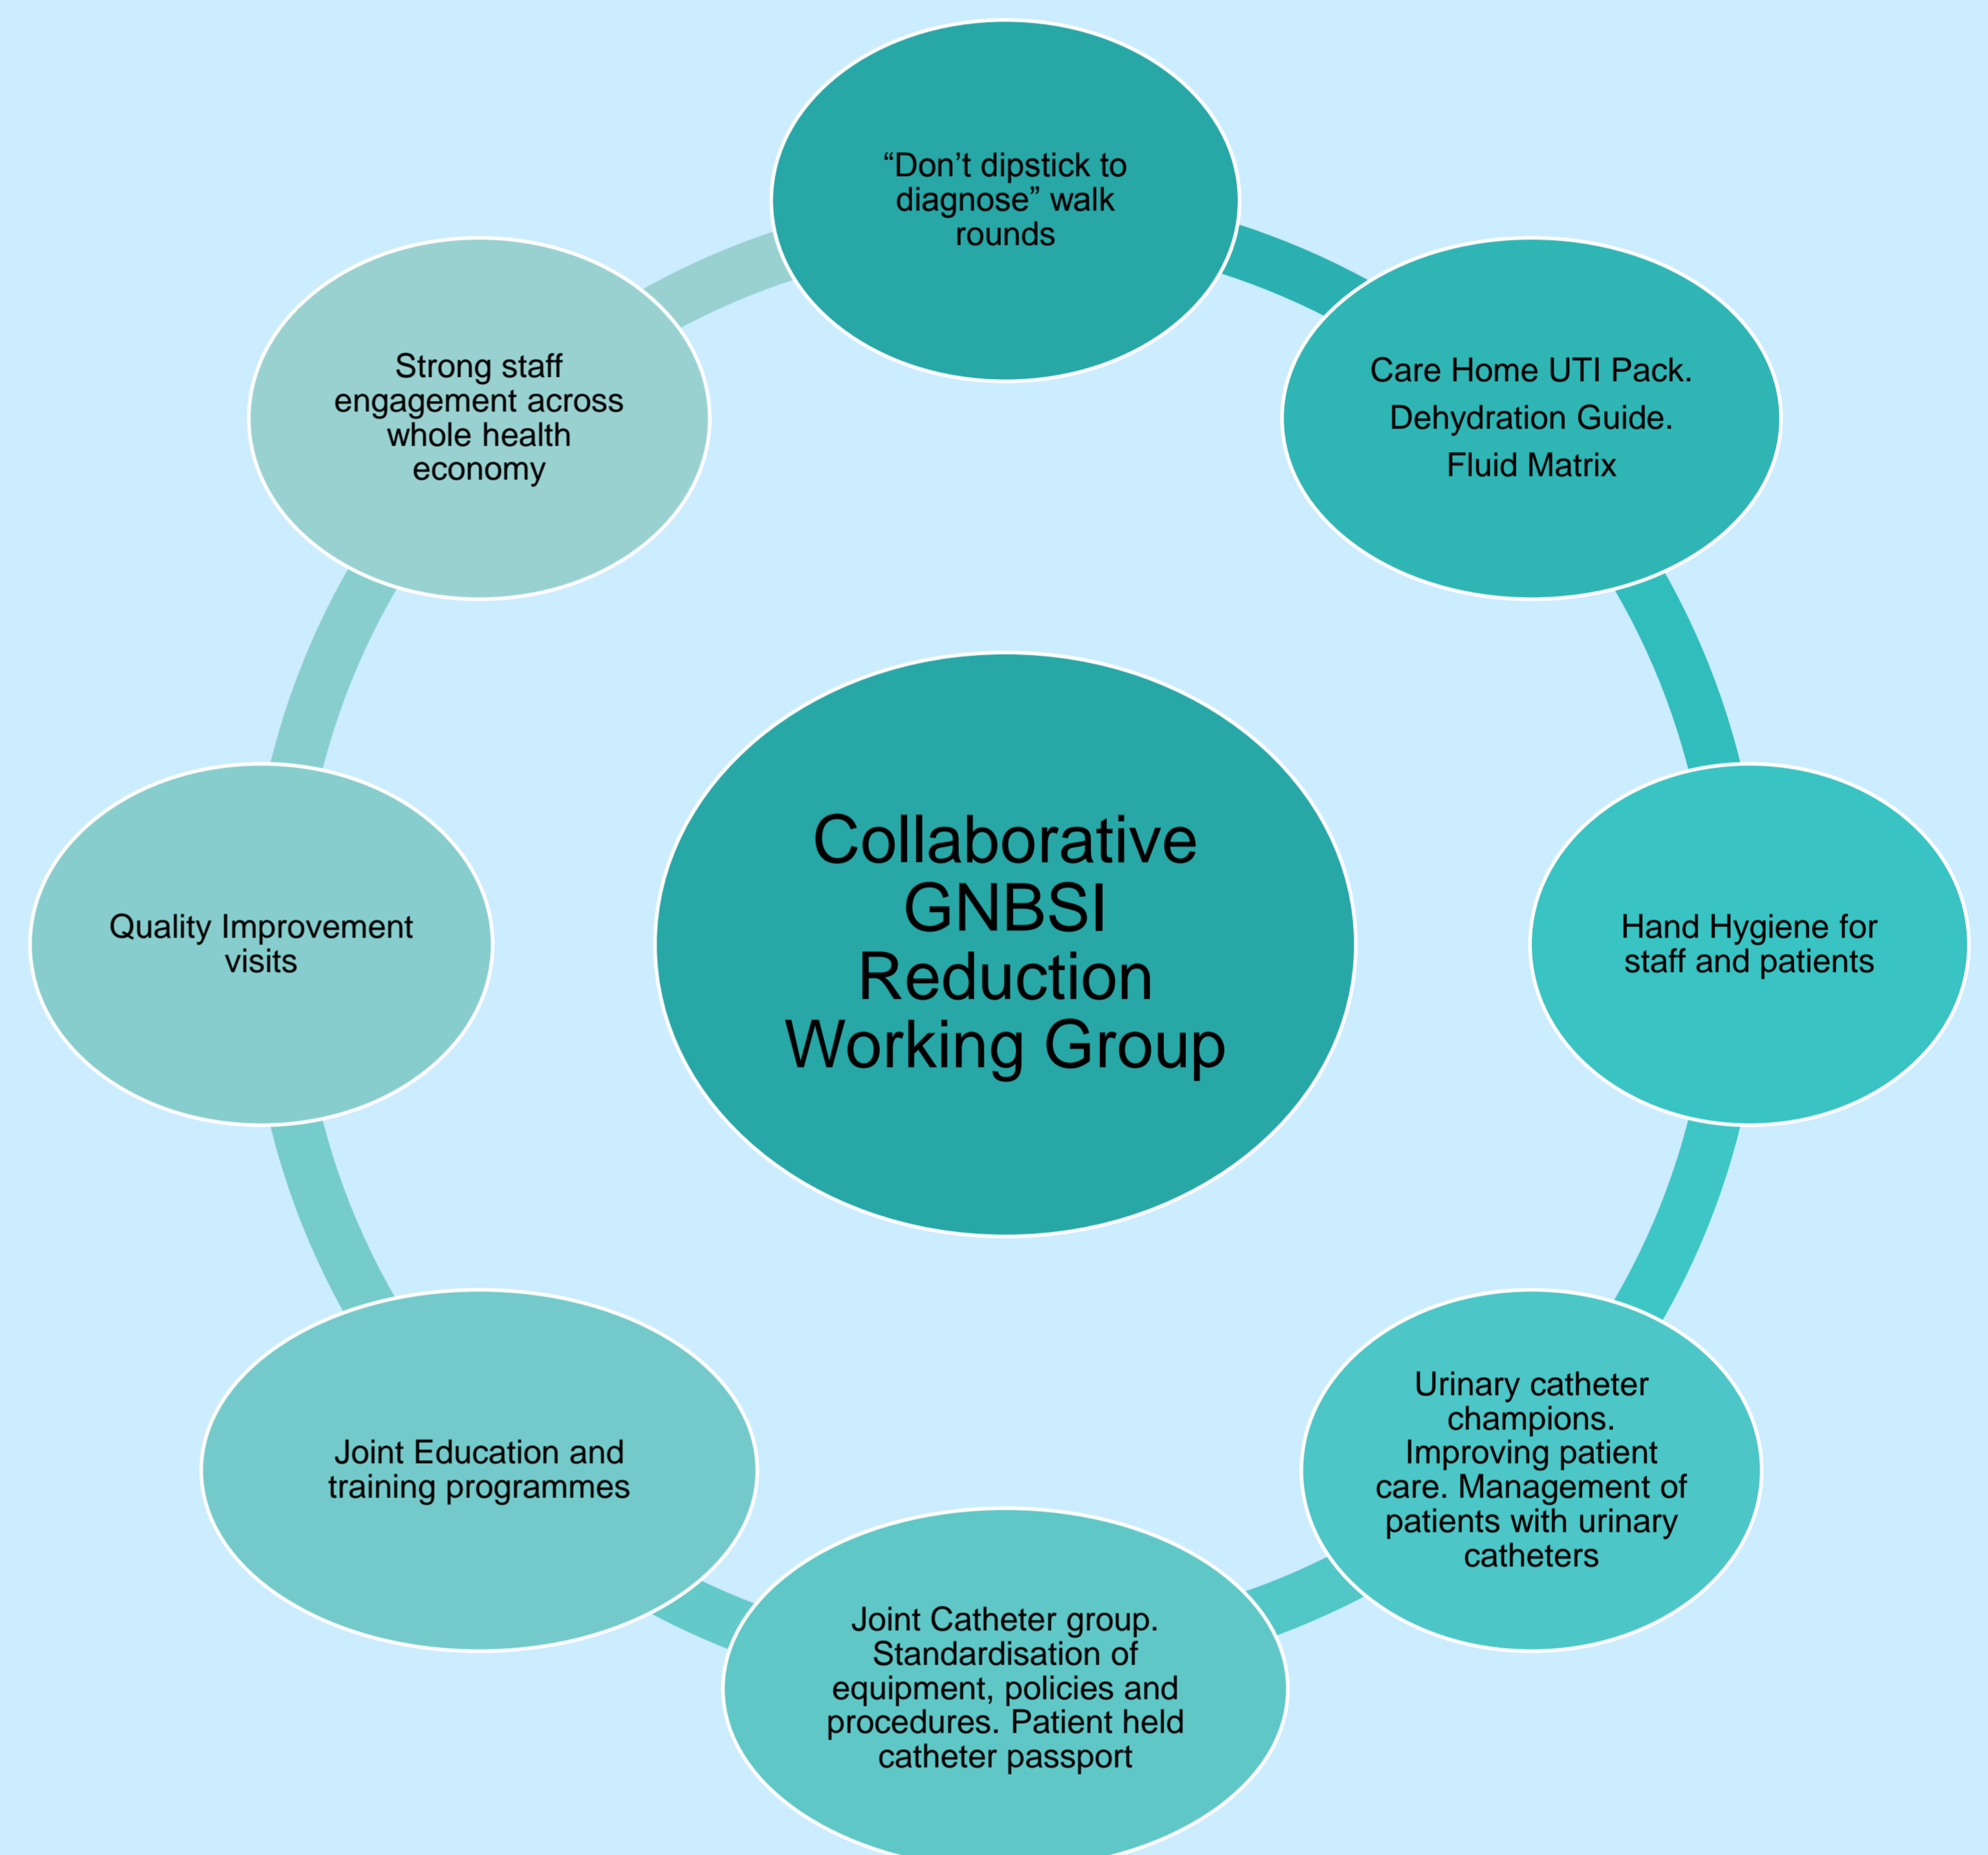 “Don’t dipstick to
diagnose” walk
rounds
Care Home UTI Pack.
Dehydration Guide.
Fluid Matrix
Hand Hygiene for
staff and patients
Urinary catheter
champions.
Improving patient
care. Management of
patients with urinary
catheters
Joint Catheter group.
Standardisation of
equipment, policies and
procedures. Patient held
catheter passport
Joint Education and
training programmes
Quality Improvement
visits
Strong staff
engagement across
whole health
economy
Collaborative
GNBSI
Reduction
Working Group